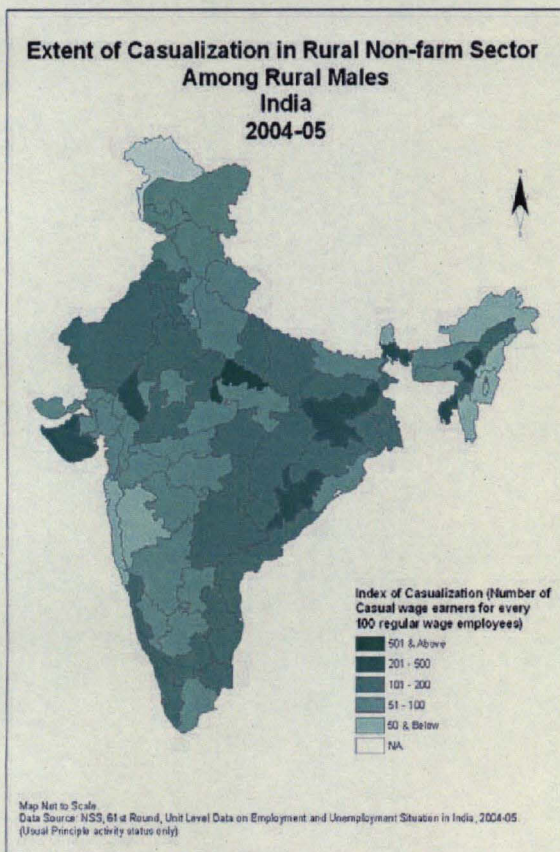 Extent of Casualization in Rural Non-farm Sector
Among Rural Males
India
2004-05
N
S
Index of Casualization (Number of
Casual wage earners for every
100 regular wage employees)
501 & Above
201 - 500
101 - 200
51 - 100
50 & Below
NA
Map Not to Scale.
Data Source: NSS, 61st Round, Unit Level Data on Employment and Unemployment Situation in India, 2004-05.
(Usual Principle activity status only)